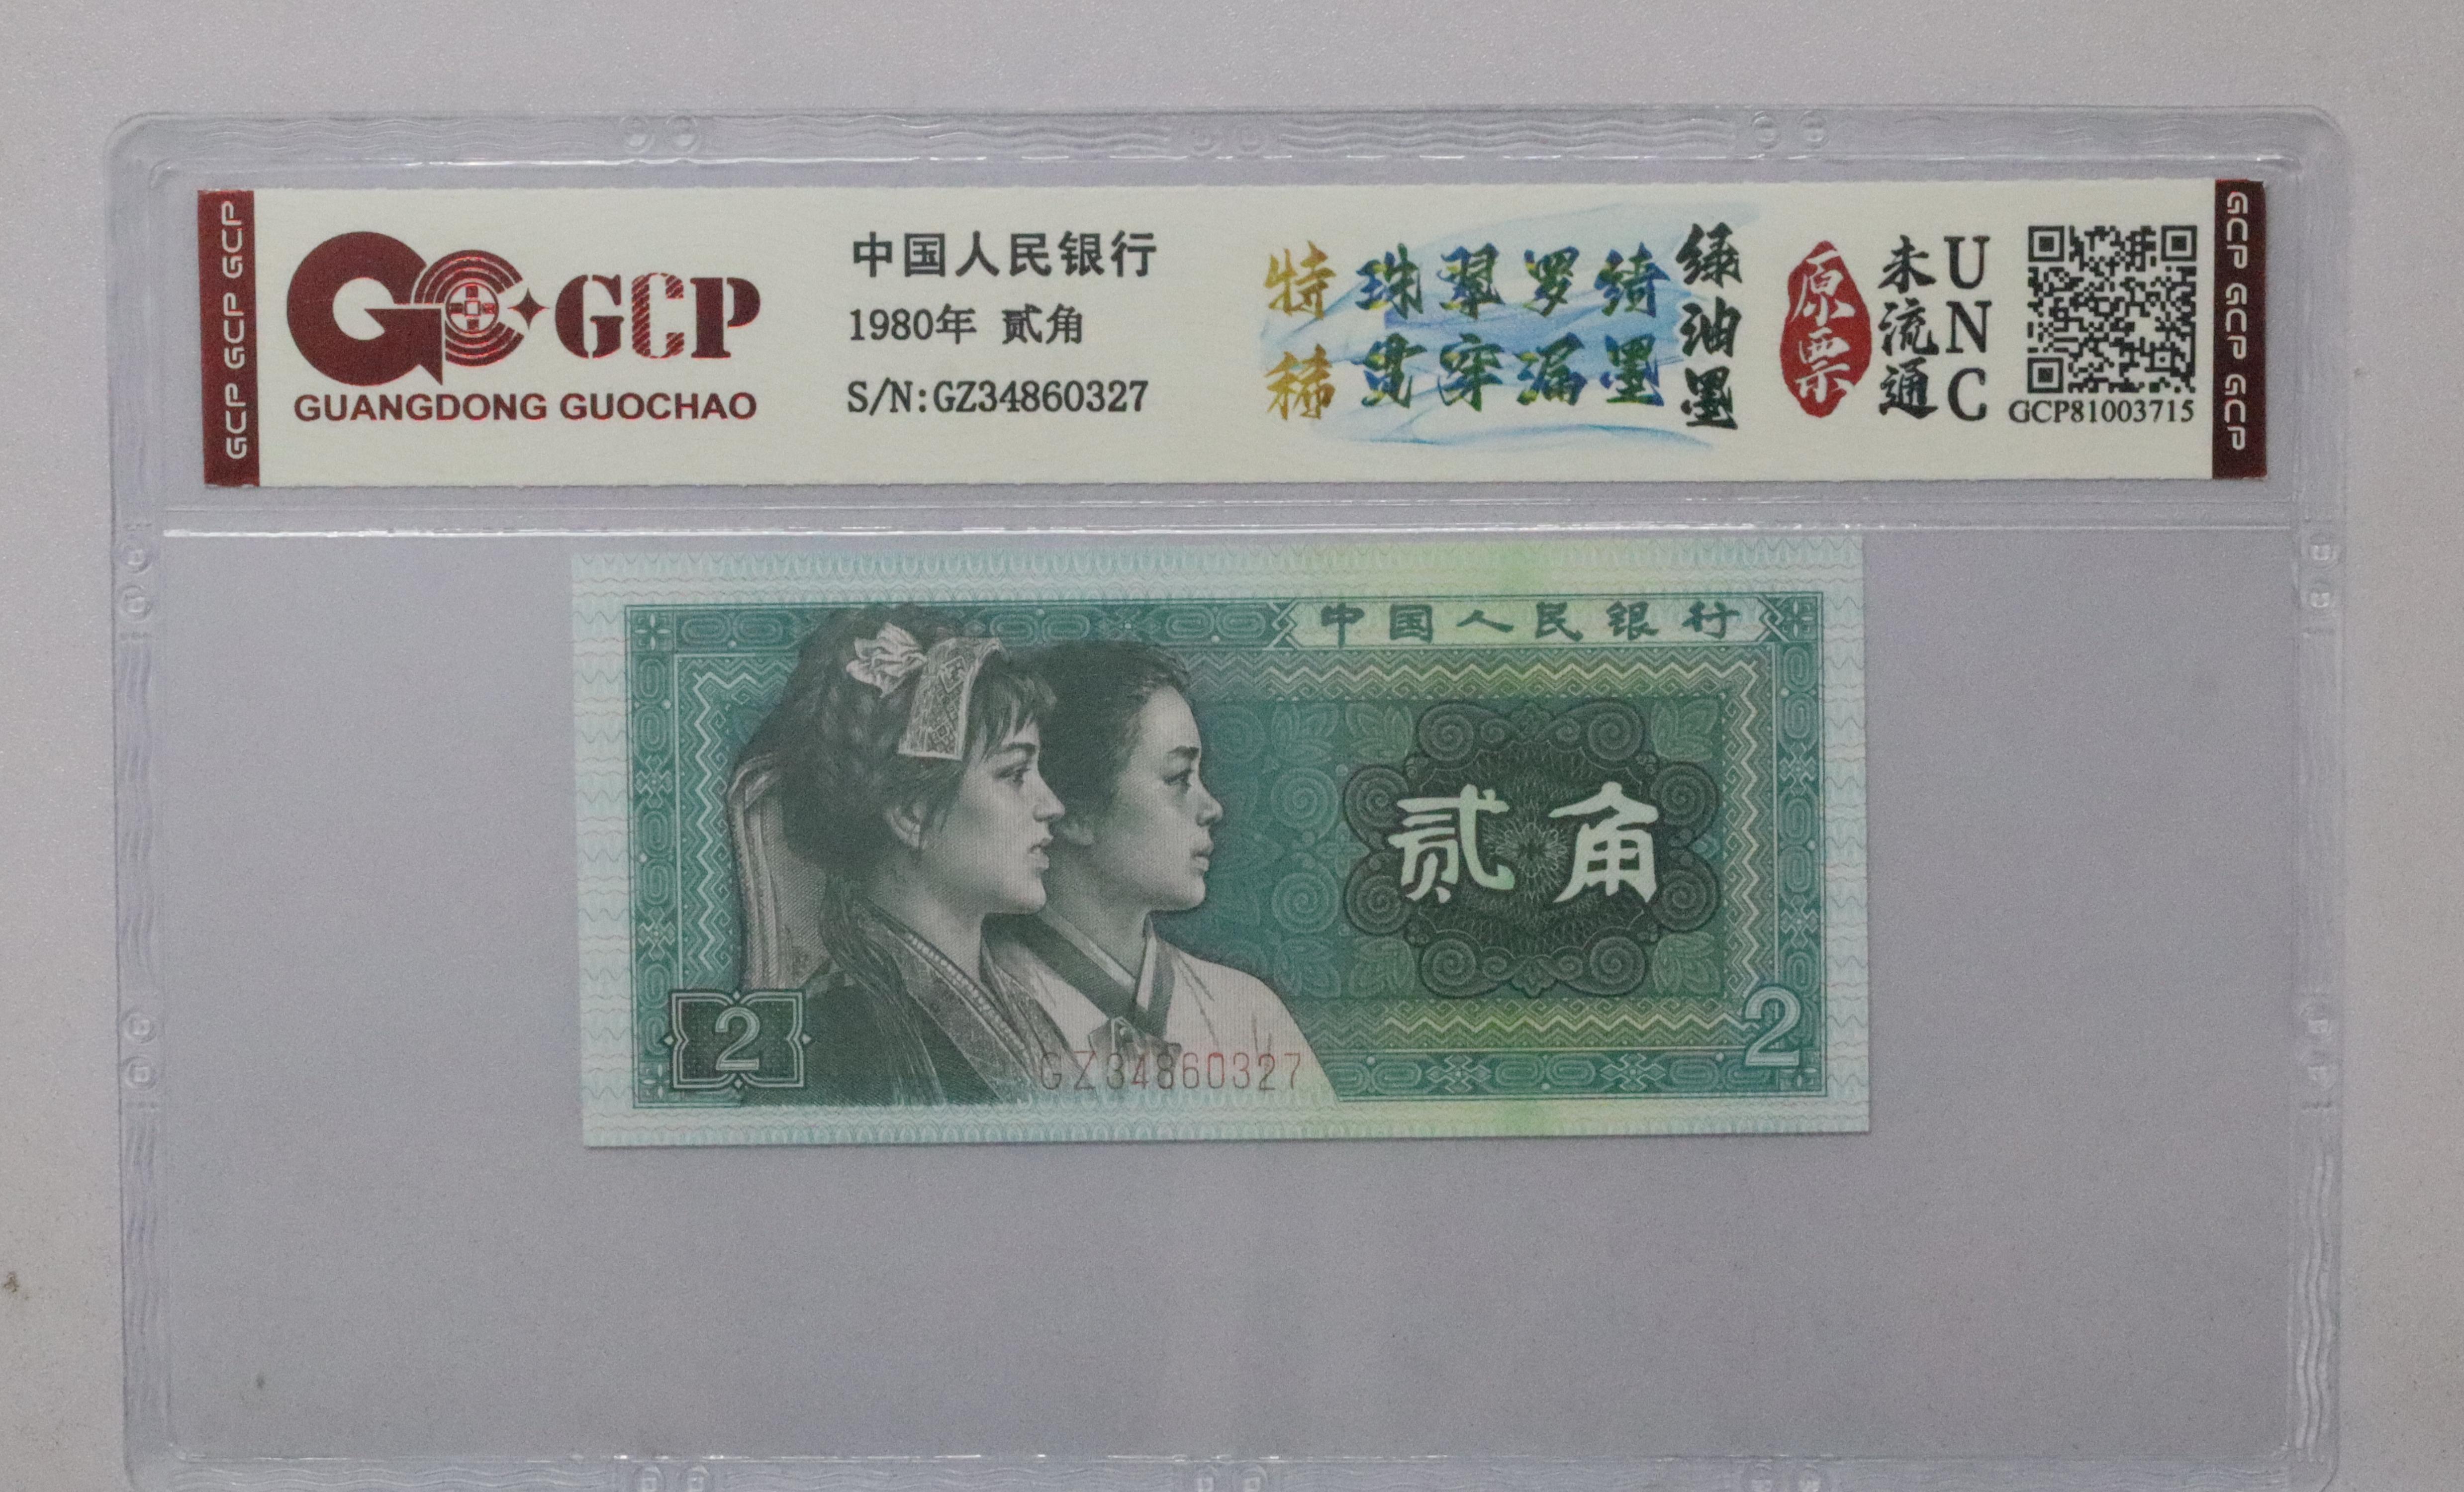 GCP GCP GCP
GC GCP
GUANGDONG GUOCHAO
中国人民银行
1980年 贰角
S/N:GZ34860327
特稀
珠翠罗绮
贯穿漏墨
绿油墨
原票
未流通
UNC
GCP81003715
GCP GCP GCP
中国人民银行
贰角
2
GZ34860327
2